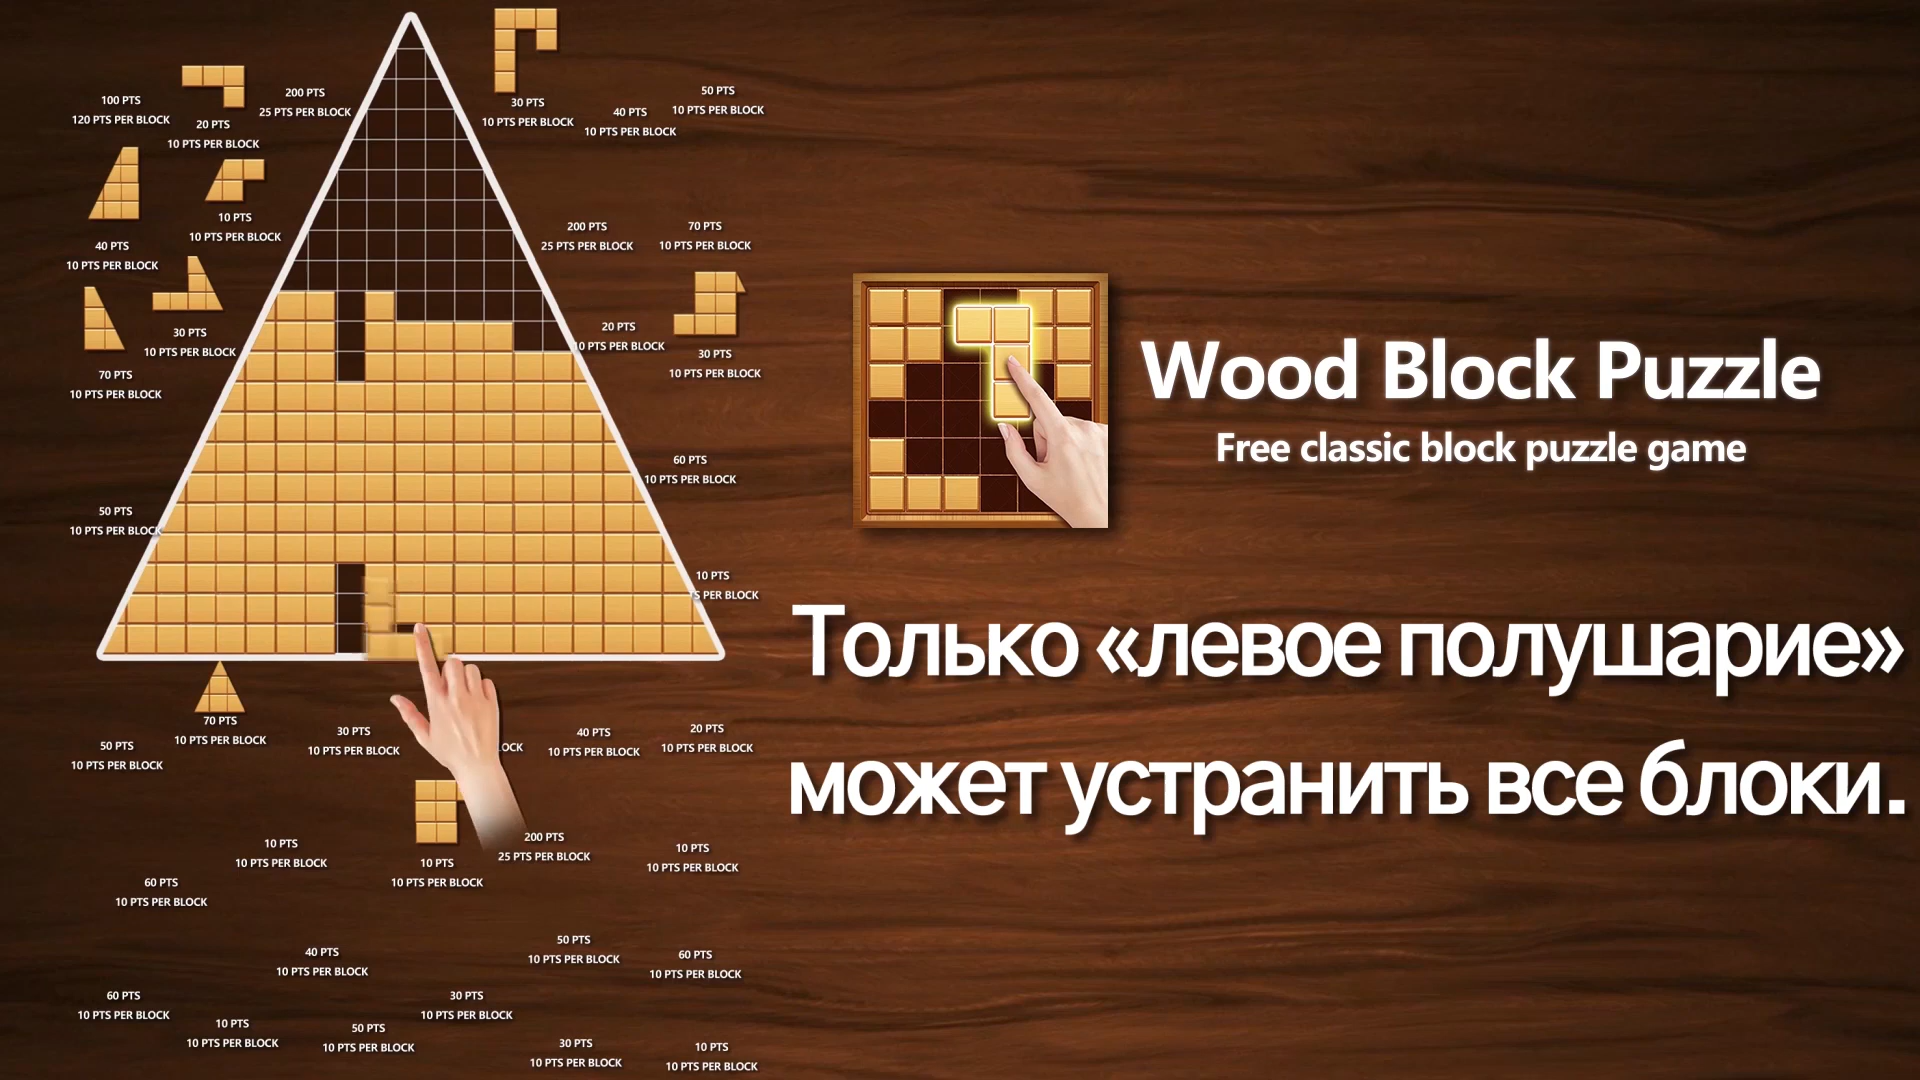 100 PTS
120 PTS PER BLOCK
20 PTS
10 PTS PER BLOCK
200 PTS
25 PTS PER BLOCK
30 PTS
10 PTS PER BLOCK
40 PTS
10 PTS PER BLOCK
50 PTS
10 PTS PER BLOCK
10 PTS
10 PTS PER BLOCK
40 PTS
10 PTS PER BLOCK
200 PTS
25 PTS PER BLOCK
70 PTS
10 PTS PER BLOCK
30 PTS
10 PTS PER BLOCK
20 PTS
10 PTS PER BLOCK
30 PTS
10 PTS PER BLOCK
70 PTS
10 PTS PER BLOCK
Wood Block Puzzle
Free classic block puzzle game
60 PTS
10 PTS PER BLOCK
50 PTS
10 PTS PER BLOCK
10 PTS
PER BLOCK
Только «левое полушарие»
может устранить все блоки.
70 PTS
10 PTS PER BLOCK
50 PTS
10 PTS PER BLOCK
30 PTS
10 PTS PER BLOCK
40 PTS
10 PTS PER BLOCK
20 PTS
10 PTS PER BLOCK
10 PTS
10 PTS PER BLOCK
10 PTS
10 PTS PER BLOCK
200 PTS
25 PTS PER BLOCK
10 PTS
10 PTS PER BLOCK
60 PTS
10 PTS PER BLOCK
40 PTS
10 PTS PER BLOCK
50 PTS
10 PTS PER BLOCK
60 PTS
10 PTS PER BLOCK
60 PTS
10 PTS PER BLOCK
10 PTS
10 PTS PER BLOCK
50 PTS
10 PTS PER BLOCK
30 PTS
10 PTS PER BLOCK
30 PTS
10 PTS PER BLOCK
10 PTS
10 PTS PER BLOCK